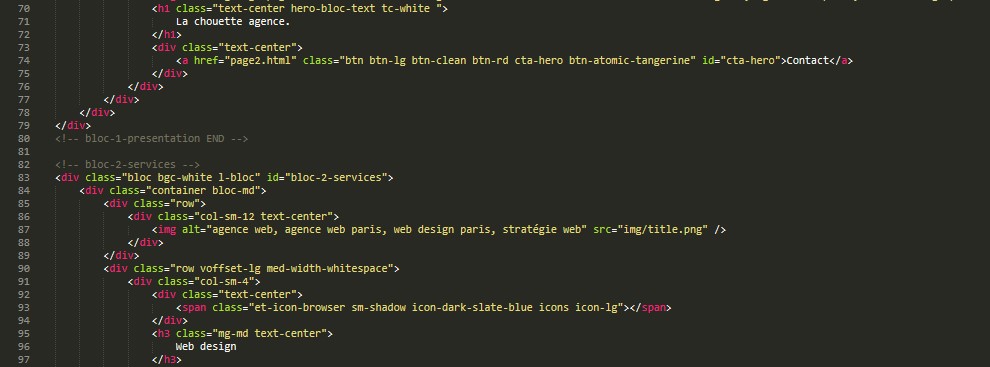 70 <h1 class="text-center hero-bloc-text tc-white ">
71 La chouette agence.
72 </h1>
73 <div class="text-center">
74 <a href="page2.html" class="btn btn-lg btn-clean btn-rd cta-hero btn-atomic-tangerine" id="cta-hero">Contact</a>
75 </div>
76 </div>
77 </div>
78 </div>
79 </div>
80 <!-- bloc-1-presentation END -->
81
82 <!-- bloc-2-services -->
83 <div class="bloc bgc-white l-bloc" id="bloc-2-services">
84 <div class="container bloc-md">
85 <div class="row">
86 <div class="col-sm-12 text-center">
87 <img alt="agence web, agence web paris, web design paris, stratégie web" src="img/title.png" />
88 </div>
89 </div>
90 <div class="row voffset-lg med-width-whitespace">
91 <div class="col-sm-4">
92 <div class="text-center">
93 <span class="et-icon-browser sm-shadow icon-dark-slate-blue icons icon-lg"></span>
94 </div>
95 <h3 class="mg-md text-center">
96 Web design
97 </h3>